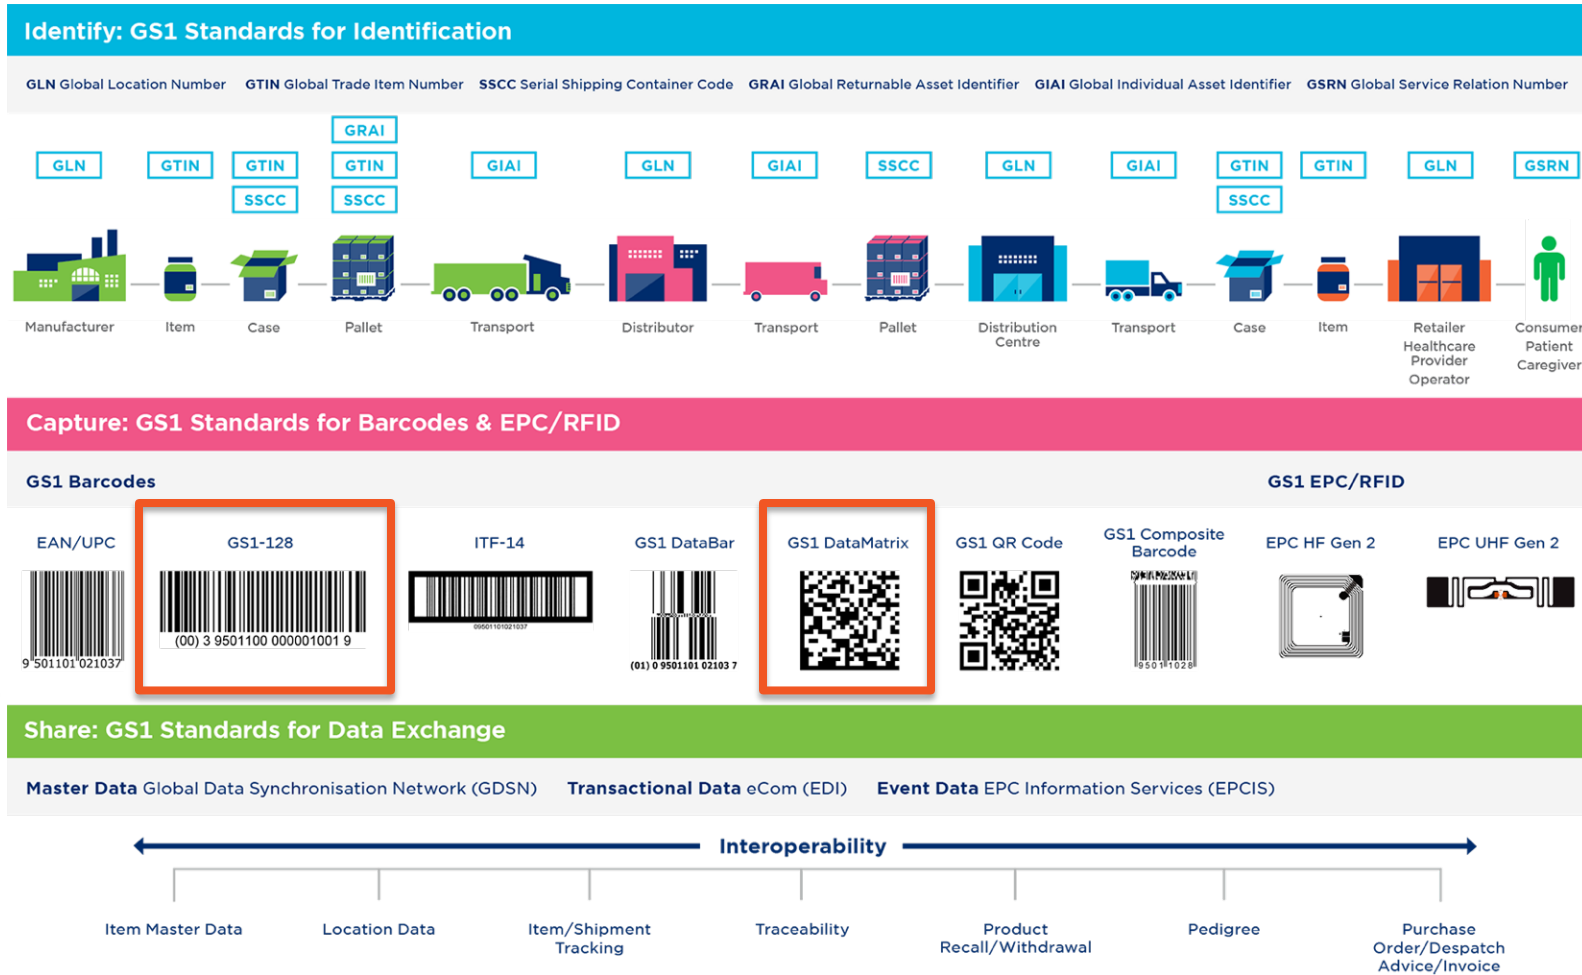 Identify: GS1 Standards for Identification
GLN Global Location Number GTIN Global Trade Item Number SSCC Serial Shipping Container Code GRAI Global Returnable Asset Identifier GIAI Global Individual Asset Identifier GSRN Global Service Relation Number
GRAI
GLN GTIN GTIN GTIN GIAI GLN GIAI SSCC GLN GIAI GTIN GTIN GLN GSRN
SSCC SSCC SSCC
Manufacturer Item Case Pallet Transport Distributor Transport Pallet Distribution Transport Case Item Retailer Consumer
Centre Healthcare Patient
Provider Caregiver
Operator
Capture: GS1 Standards for Barcodes & EPC/RFID
GS1 Barcodes GS1 EPC/RFID
EAN/UPC GS1-128 ITF-14 GS1 DataBar GS1 DataMatrix GS1 QR Code GS1 Composite EPC HF Gen 2 EPC UHF Gen 2
Barcode
09501101021037
(00) 3 9501100 000001001 9
9 501101 021037 (01) 0 9501101 02103 7 9501 1028
Share: GS1 Standards for Data Exchange
Master Data Global Data Synchronisation Network (GDSN) Transactional Data eCom (EDI) Event Data EPC Information Services (EPCIS)
Interoperability
Item Master Data Location Data Item/Shipment Traceability Product Pedigree Purchase
Tracking Recall/Withdrawal Order/Despatch
Advice/Invoice